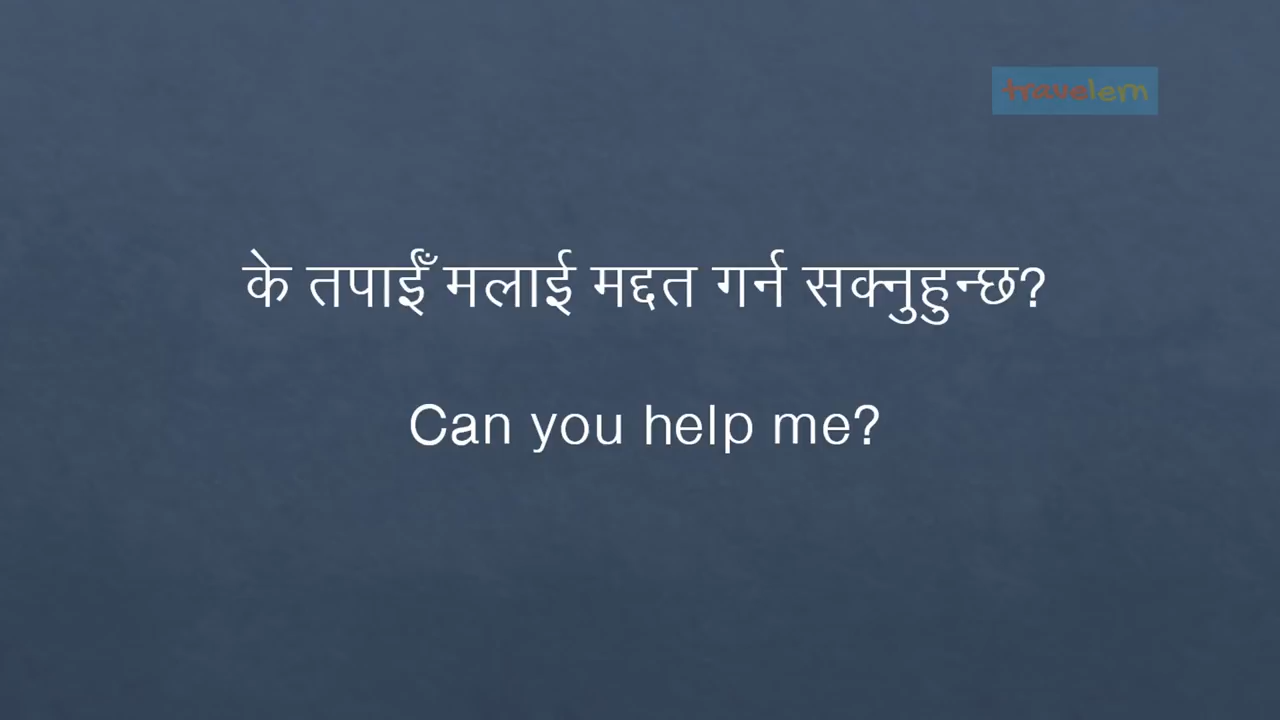 travelern
के तपाईँ मलाई मद्दत गर्न सक्नुहुन्छ?
Can you help me?